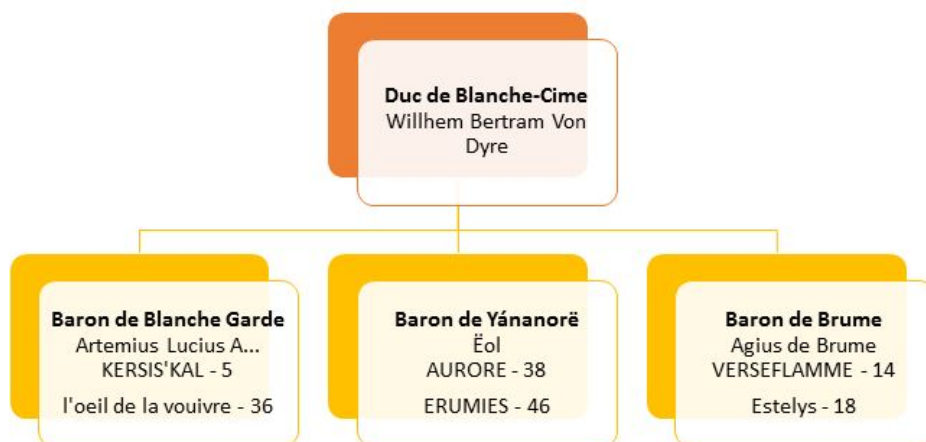 Duc de Blanche-Cime
Willhem Bertram Von
Dyre
Baron de Blanche Garde
Artemius Lucius A...
KERSIS'KAL - 5
l'oeil de la vouivre - 36
Baron de Yánanorë
Ëol
AURORE - 38
ERUMIES - 46
Baron de Brume
Agius de Brume
VERSEFLAMME - 14
Estelys - 18